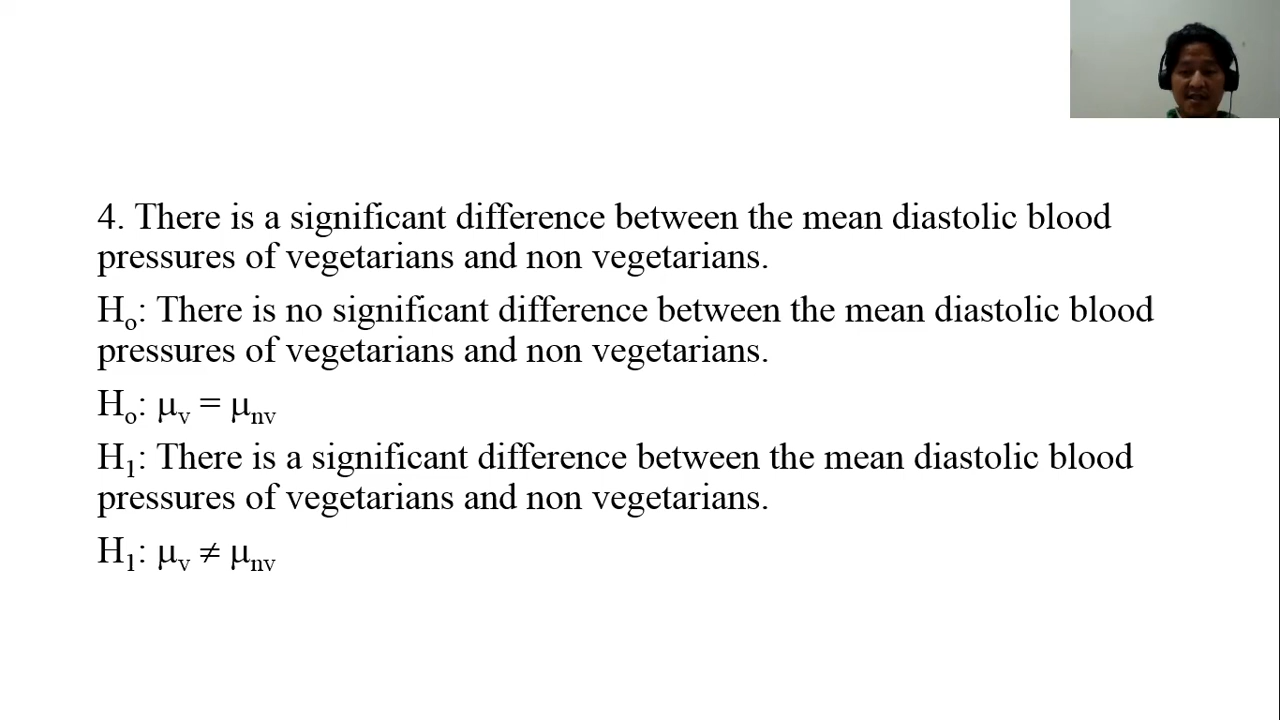 4. There is a significant difference between the mean diastolic blood
pressures of vegetarians and non vegetarians.
Ho: There is no significant difference between the mean diastolic blood
pressures of vegetarians and non vegetarians.
Ho: μv = μnv
H1: There is a significant difference between the mean diastolic blood
pressures of vegetarians and non vegetarians.
H1: μv ≠ μnv